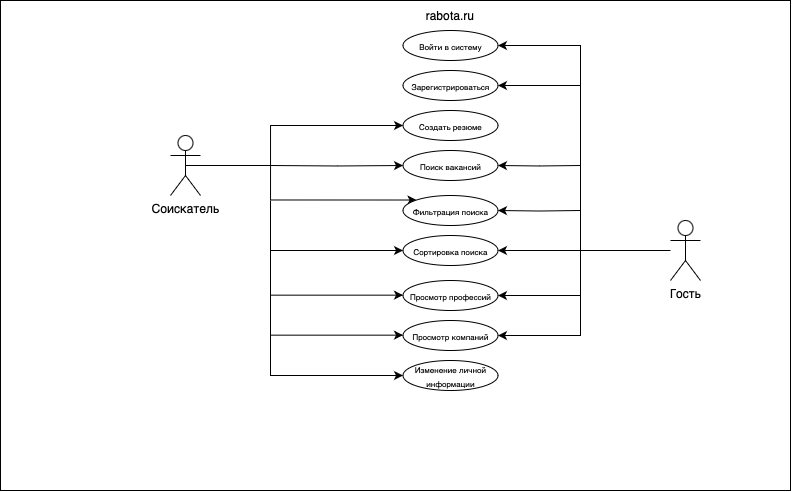 rabota.ru
Войти в систему
Зарегистрироваться
Создать резюме
Поиск вакансий
Соискатель
Фильтрация поиска
Сортировка поиска
Гость
Просмотр профессий
Просмотр компаний
Изменение личной
информации